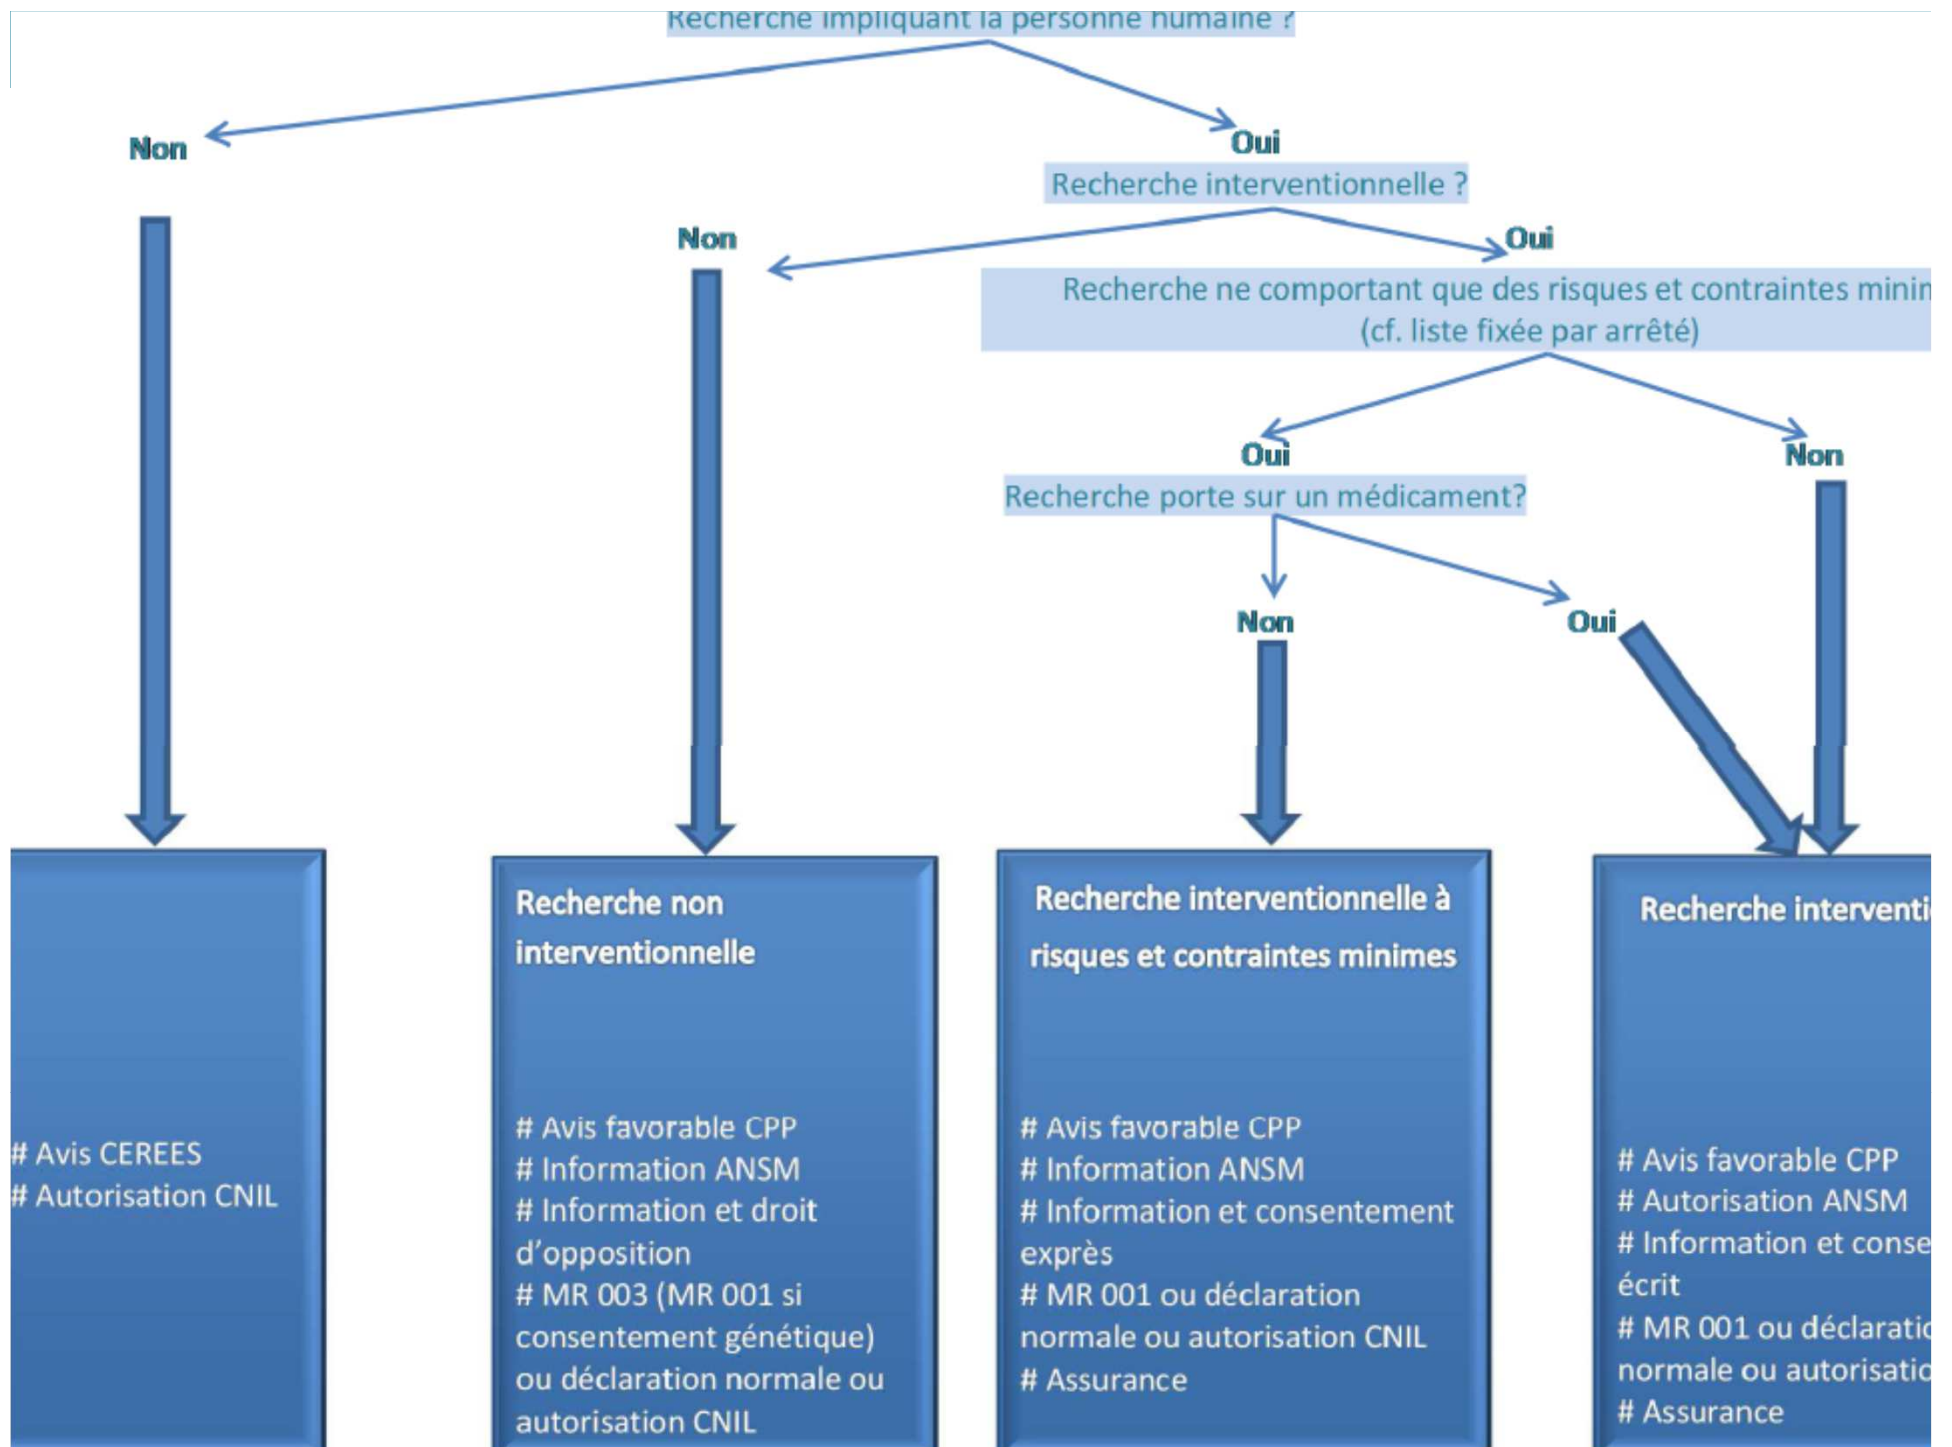 Recherche impliquant la personne humaine ?
Non
Oui
Recherche interventionnelle ?
Non
Oui
Recherche ne comportant que des risques et contraintes
(cf. liste fixée par arrêté)
Oui
Non
Recherche porte sur un médicament?
Non
Oui
# Avis CEREES
# Autorisation CNIL
Recherche non
interventionnelle
# Avis favorable CPP
# Information ANSM
# Information et droit
d’opposition
# MR 003 (MR 001 si
consentement génétique)
ou déclaration normale ou
autorisation CNIL
Recherche interventionnelle à
risques et contraintes minimes
# Avis favorable CPP
# Information ANSM
# Information et consentement
exprès
# MR 001 ou déclaration
normale ou autorisation CNIL
# Assurance
Recherche
# Avis favorable CPP
# Autorisation ANSM
# Information et
écrit
# MR 001 ou
normale ou
# Assurance